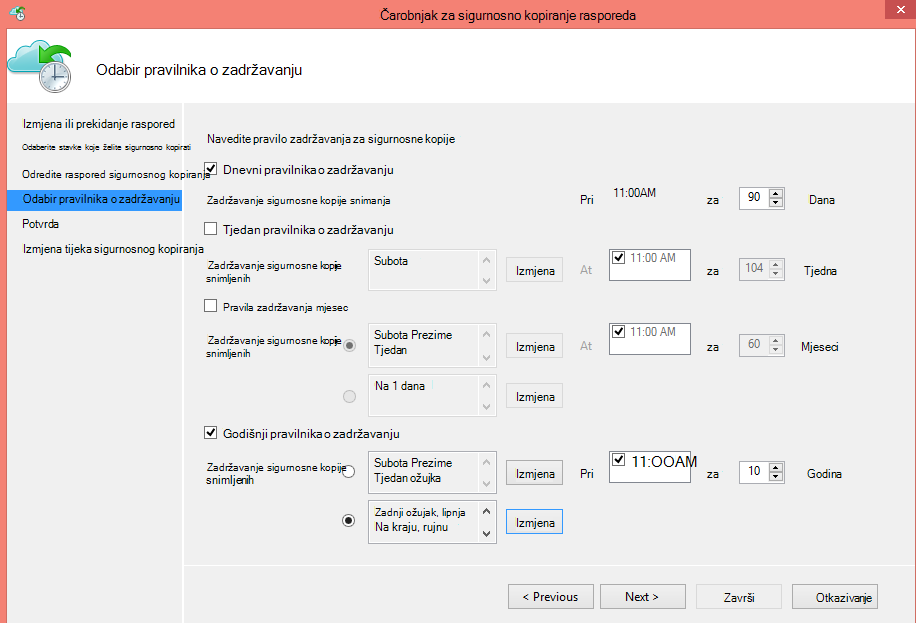 Čarobnjak za sigurnosno kopiranje rasporeda
Odabir pravilnika o zadržavanju
Izmjena ili prekidanje raspored
Odaberite stavke koje želite sigurnosno kopirati
Odredite raspored sigurnosnog kopiranja
Odabir pravilnika o zadržavanju
Potvrda
Izmjena tijeka sigurnosnog kopiranja
Navedite pravilo zadržavanja za sigurnosne kopije
Dnevni pravilnika o zadržavanju
Zadržavanje sigurnosne kopije snimanja
Pri
11:00AM
za
90
Dana
Tjedan pravilnika o zadržavanju
Zadržavanje sigurnosne kopije
snimljenih
Subota
Izmjena
At
11:00 AM
za
104
Tjedna
Pravila zadržavanja mjesec
Zadržavanje sigurnosne kopije
snimljenih
Subota Prezime
Tjedan
Izmjena
At
11:00 AM
za
60
Mjeseci
Na 1 dana
Izmjena
Godišnji pravilnika o zadržavanju
Zadržavanje sigurnosne kopije
snimljenih
Subota Prezime
Tjedan ožujka
Izmjena
Pri
11:OOAM
za
10
Godina
Zadnji ožujak, lipnja
Na kraju, rujnu
Izmjena
< Previous
Next >
Završi
Otkazivanje